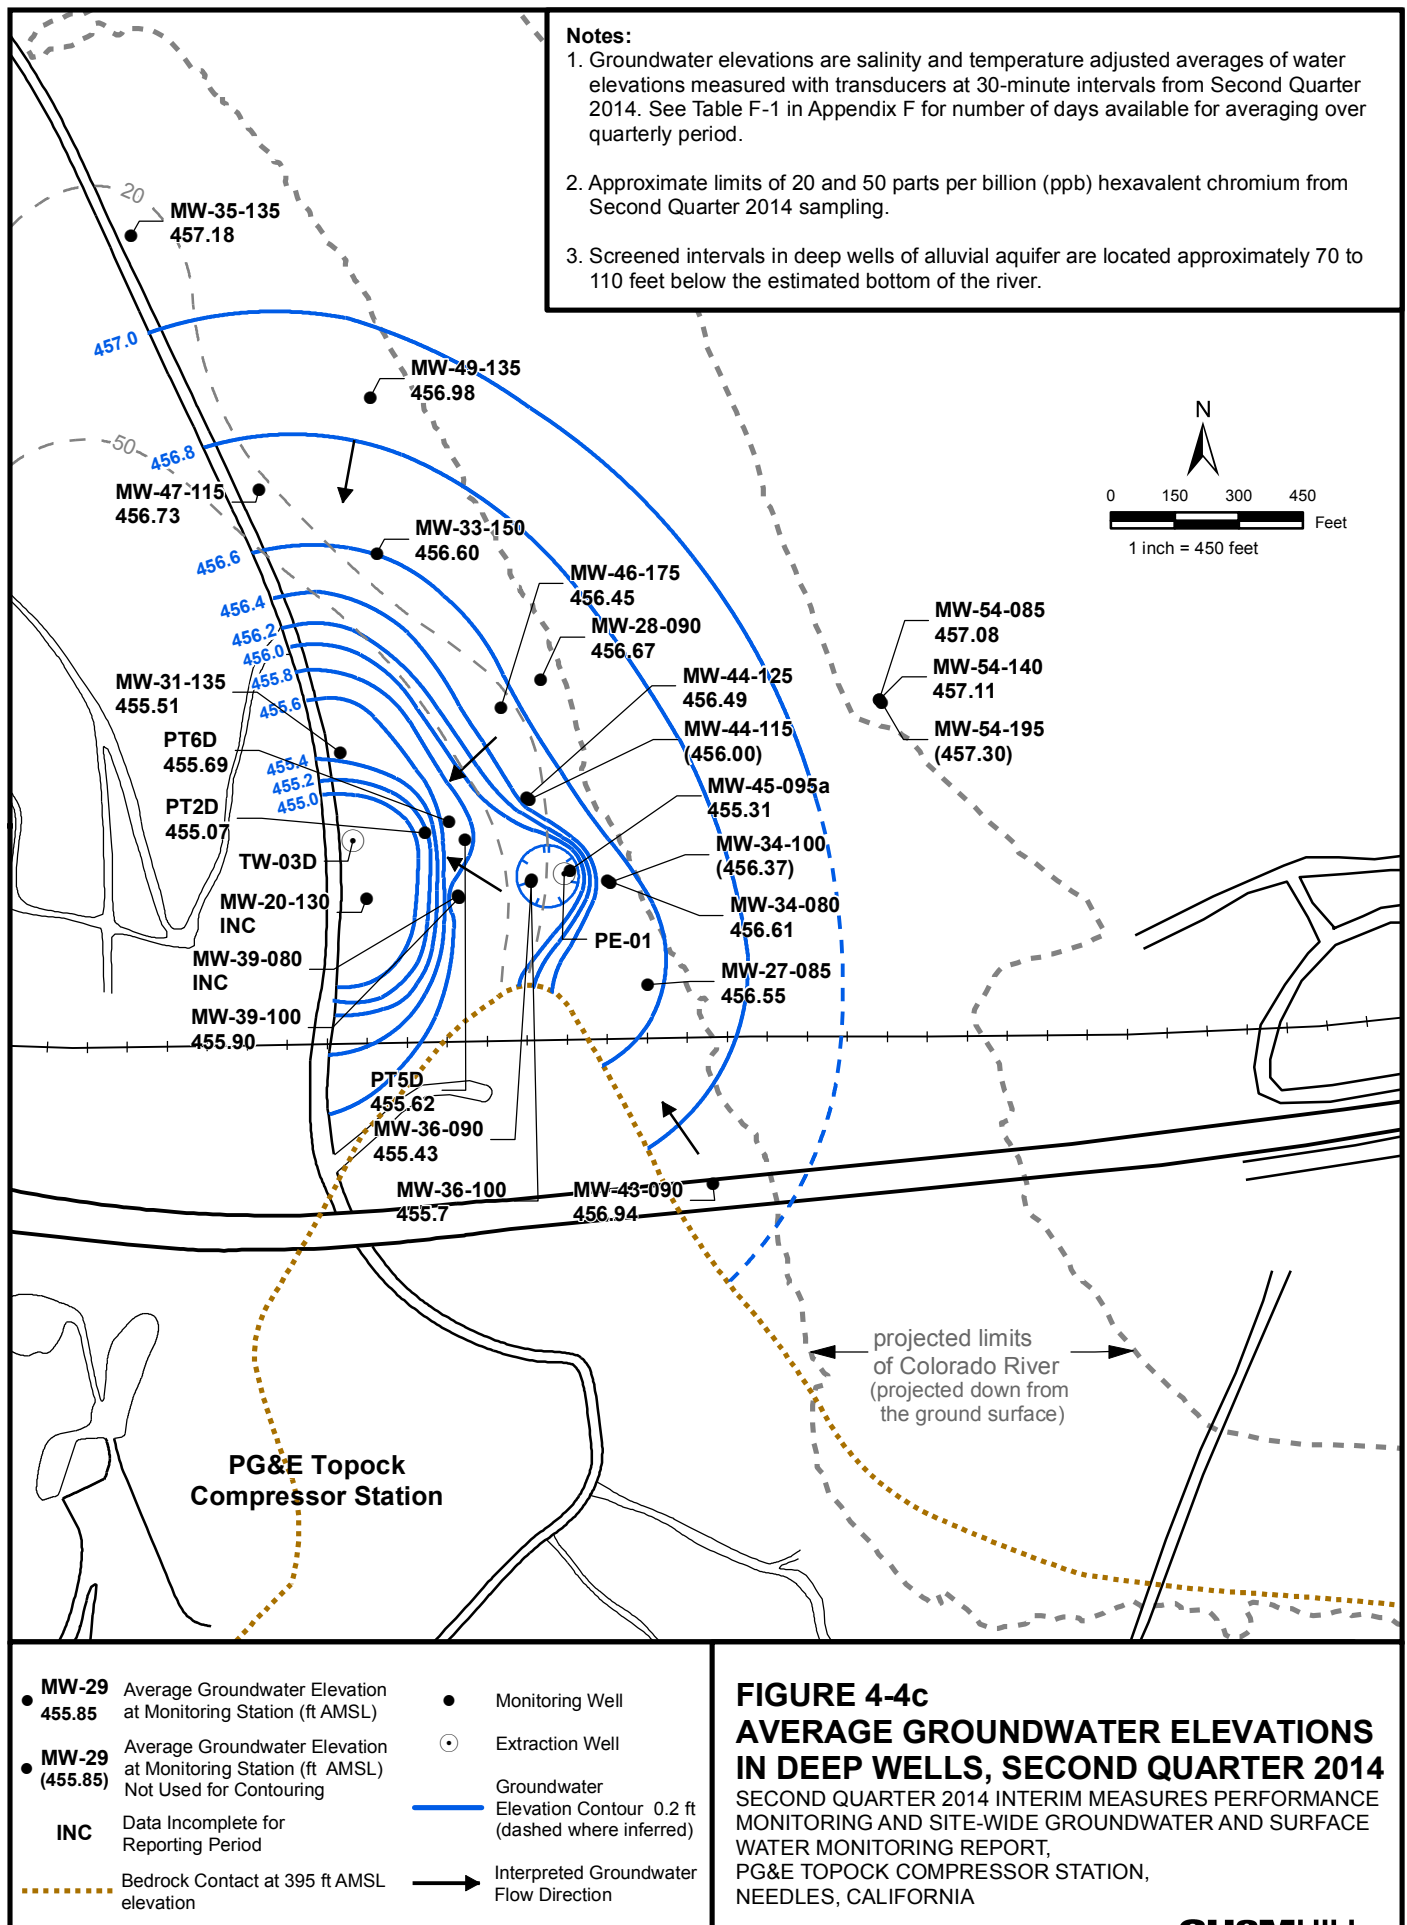 Notes:
1. Groundwater elevations are salinity and temperature adjusted averages of water
elevations measured with transducers at 30-minute intervals from Second Quarter
2014. See Table F-1 in Appendix F for number of days available for averaging over
quarterly period.
2. Approximate limits of 20 and 50 parts per billion (ppb) hexavalent chromium from
Second Quarter 2014 sampling.
3. Screened intervals in deep wells of alluvial aquifer are located approximately 70 to
110 feet below the estimated bottom of the river.
20
MW-35-135
457.18
457.0
MW-49-135
456.98
N
0 150 300 450
Feet
1 inch = 450 feet
50
456.8
MW-47-115
456.73
MW-33-150
456.60
456.6
MW-46-175
456.45
456.4
MW-28-090
456.67
456.2
456.0
455.8
455.6
MW-54-085
457.08
MW-54-140
457.11
MW-54-195
(457.30)
MW-31-135
455.51
MW-44-125
456.49
MW-44-115
(456.00)
PT6D
455.69
455.4
455.2
455.0
MW-45-095a
455.31
PT2D
455.07
TW-03D
MW-34-100
(456.37)
MW-20-130
INC
MW-34-080
456.61
PE-01
MW-39-080
INC
MW-27-085
456.55
MW-39-100
455.90
PT5D
455.62
MW-36-090
455.43
MW-36-100
455.7
MW-43-090
456.94
projected limits
of Colorado River
(projected down from
the ground surface)
PG&E Topock
Compressor Station
MW-29
455.85
Average Groundwater Elevation
at Monitoring Station (ft AMSL)
MW-29
(455.85)
Average Groundwater Elevation
at Monitoring Station (ft AMSL)
Not Used for Contouring
INC
Data Incomplete for
Reporting Period
Bedrock Contact at 395 ft AMSL
elevation
Monitoring Well
Extraction Well
Groundwater
Elevation Contour 0.2 ft
(dashed where inferred)
Interpreted Groundwater
Flow Direction
FIGURE 4-4c
AVERAGE GROUNDWATER ELEVATIONS
IN DEEP WELLS, SECOND QUARTER 2014
SECOND QUARTER 2014 INTERIM MEASURES PERFORMANCE
MONITORING AND SITE-WIDE GROUNDWATER AND SURFACE
WATER MONITORING REPORT,
PG&E TOPOCK COMPRESSOR STATION,
NEEDLES, CALIFORNIA